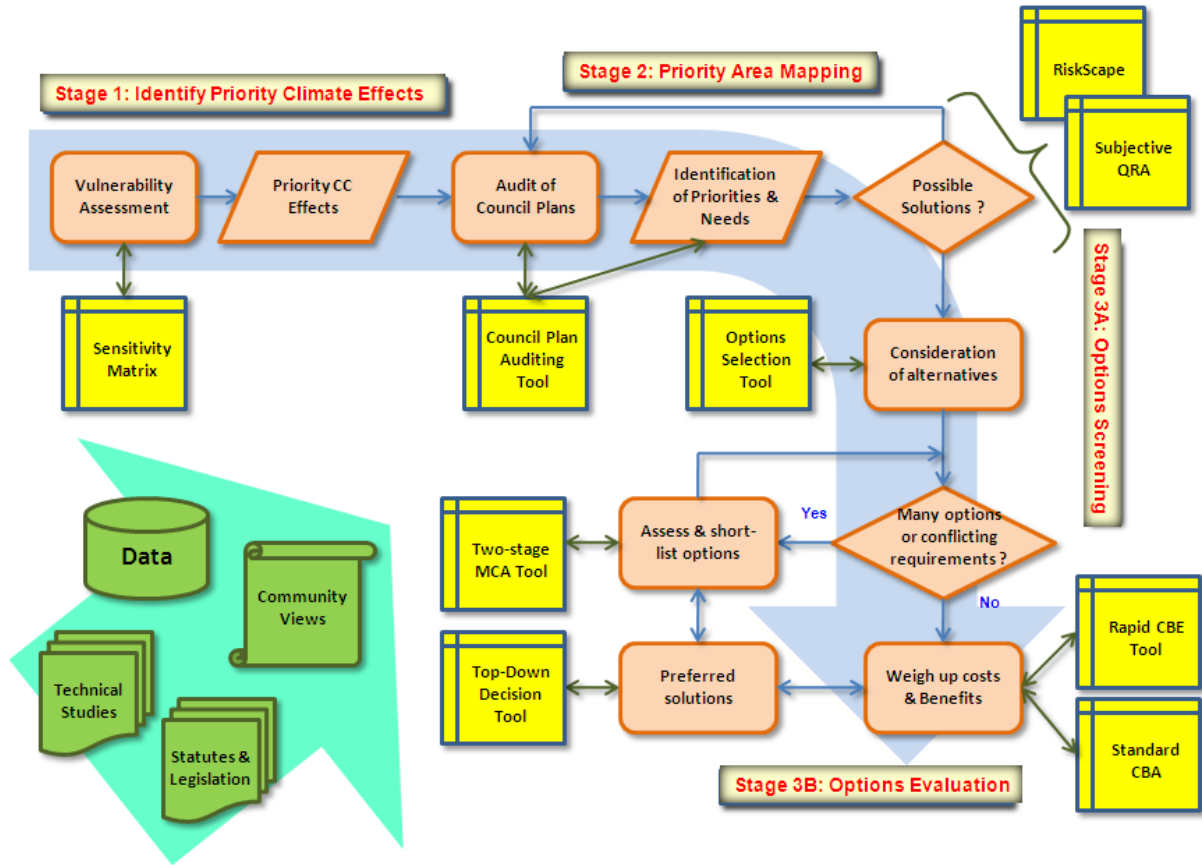 Stage 1: Identify Priority Climate Effects
Stage 2: Priority Area Mapping
RiskScape
Subjective
QRA
Vulnerability
Assessment
Priority CC
Effects
Audit of
Council Plans
Identification
of Priorities &
Needs
Possible
Solutions ?
Stage 3A: Options Screening
Sensitivity
Matrix
Council Plan
Auditing
Tool
Options
Selection
Tool
Consideration
of alternatives
Data
Community
Views
Technical
Studies
Statutes &
Legislation
Two-stage
MCA Tool
Assess & short-
list options
Yes
Many options
or conflicting
requirements ?
No
Top-Down
Decision
Tool
Preferred
solutions
Weigh up costs
& Benefits
Rapid CBE
Tool
Standard
CBA
Stage 3B: Options Evaluation